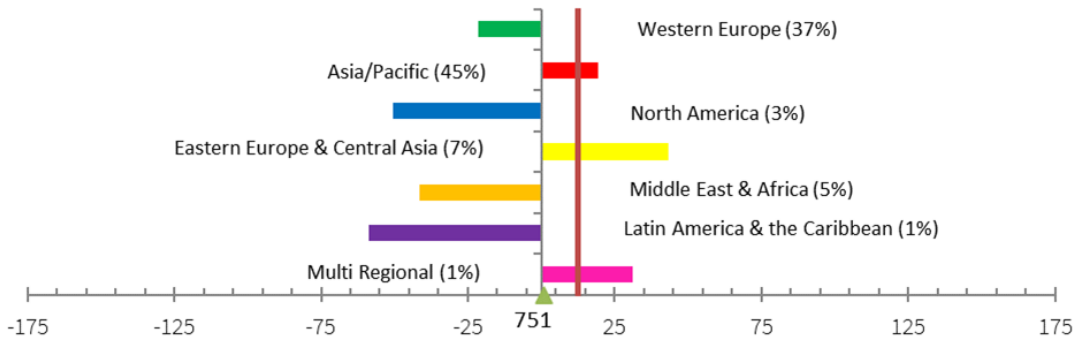 Western Europe (37%)
Asia/Pacific (45%)
North America (3%)
Eastern Europe & Central Asia (7%)
Middle East & Africa (5%)
Latin America & the Caribbean (1%)
Multi Regional (1%)
-175 -125 -75 -25 751 25 75 125 175